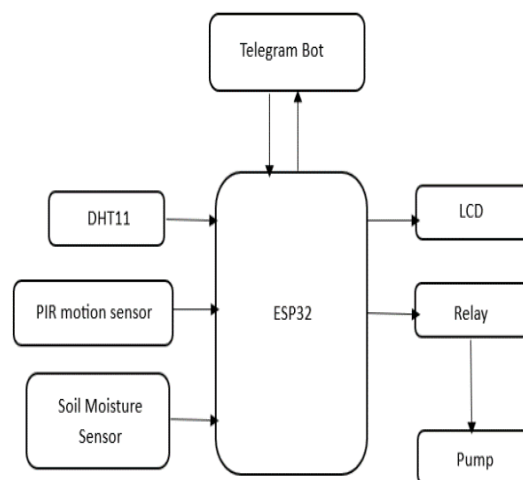 Telegram Bot
DHT11
LCD
PIR motion sensor
ESP32
Relay
Soil Moisture
Sensor
Pump